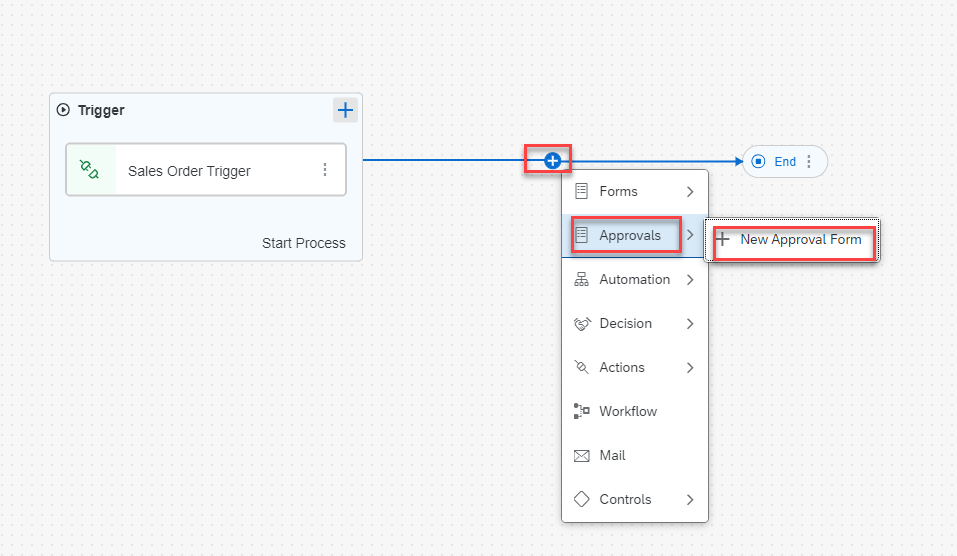 Trigger
Sales Order Trigger
Start Process
End
Forms
Approvals
New Approval Form
Automation
Decision
Actions
Workflow
Mail
Controls